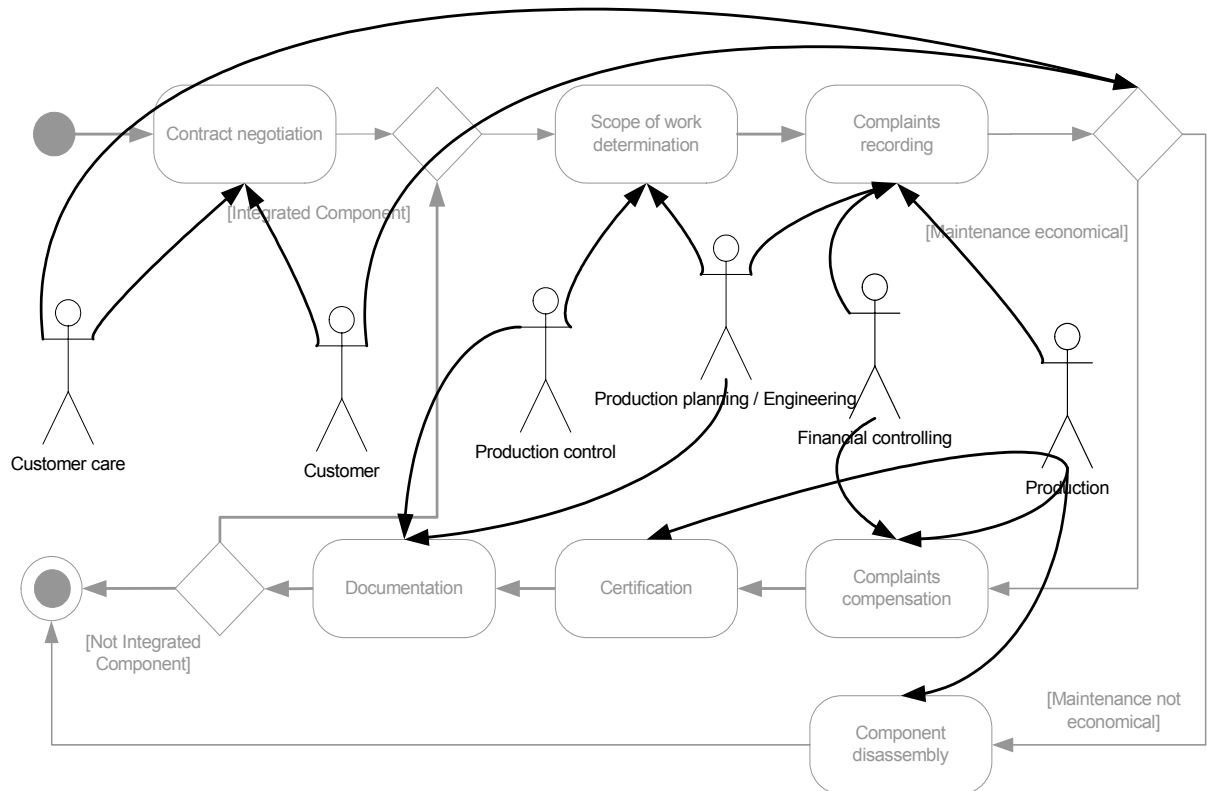 Contract negotiation
Scope of work
determination
Complaints
recording
[Integrated Component]
[Maintenance economical]
Production planning / Engineering
Financial controlling
Production control
Customer care
Customer
Production
Documentation
Certification
Complaints
compensation
[Not Integrated
Component]
[Maintenance not
economical]
Component
disassembly